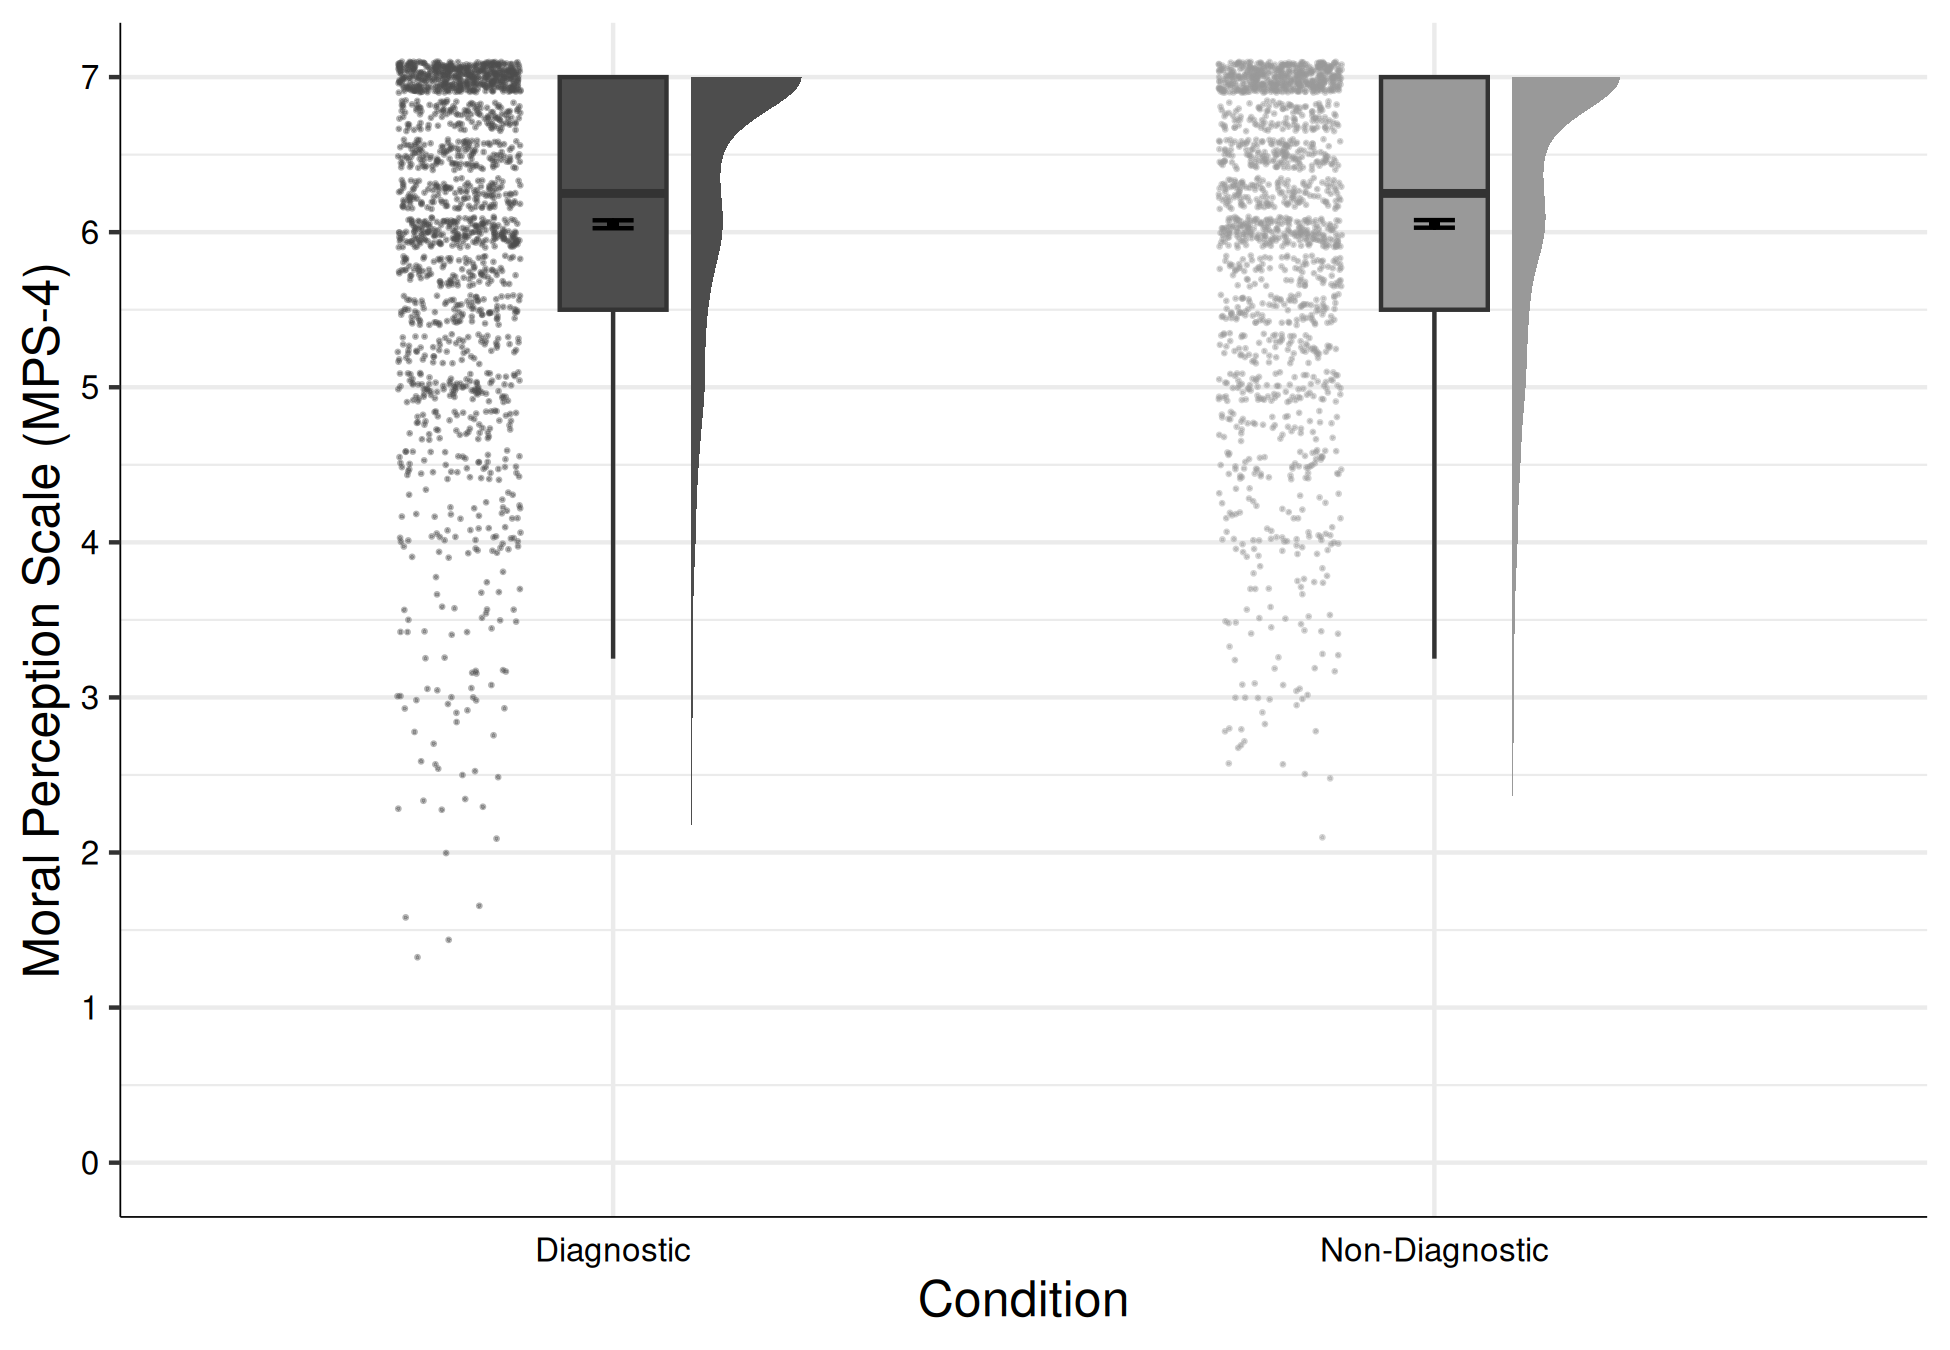 Moral Perception Scale (MPS-4)
7
6
5
4
3
2
1
0
Diagnostic
Non-Diagnostic
Condition